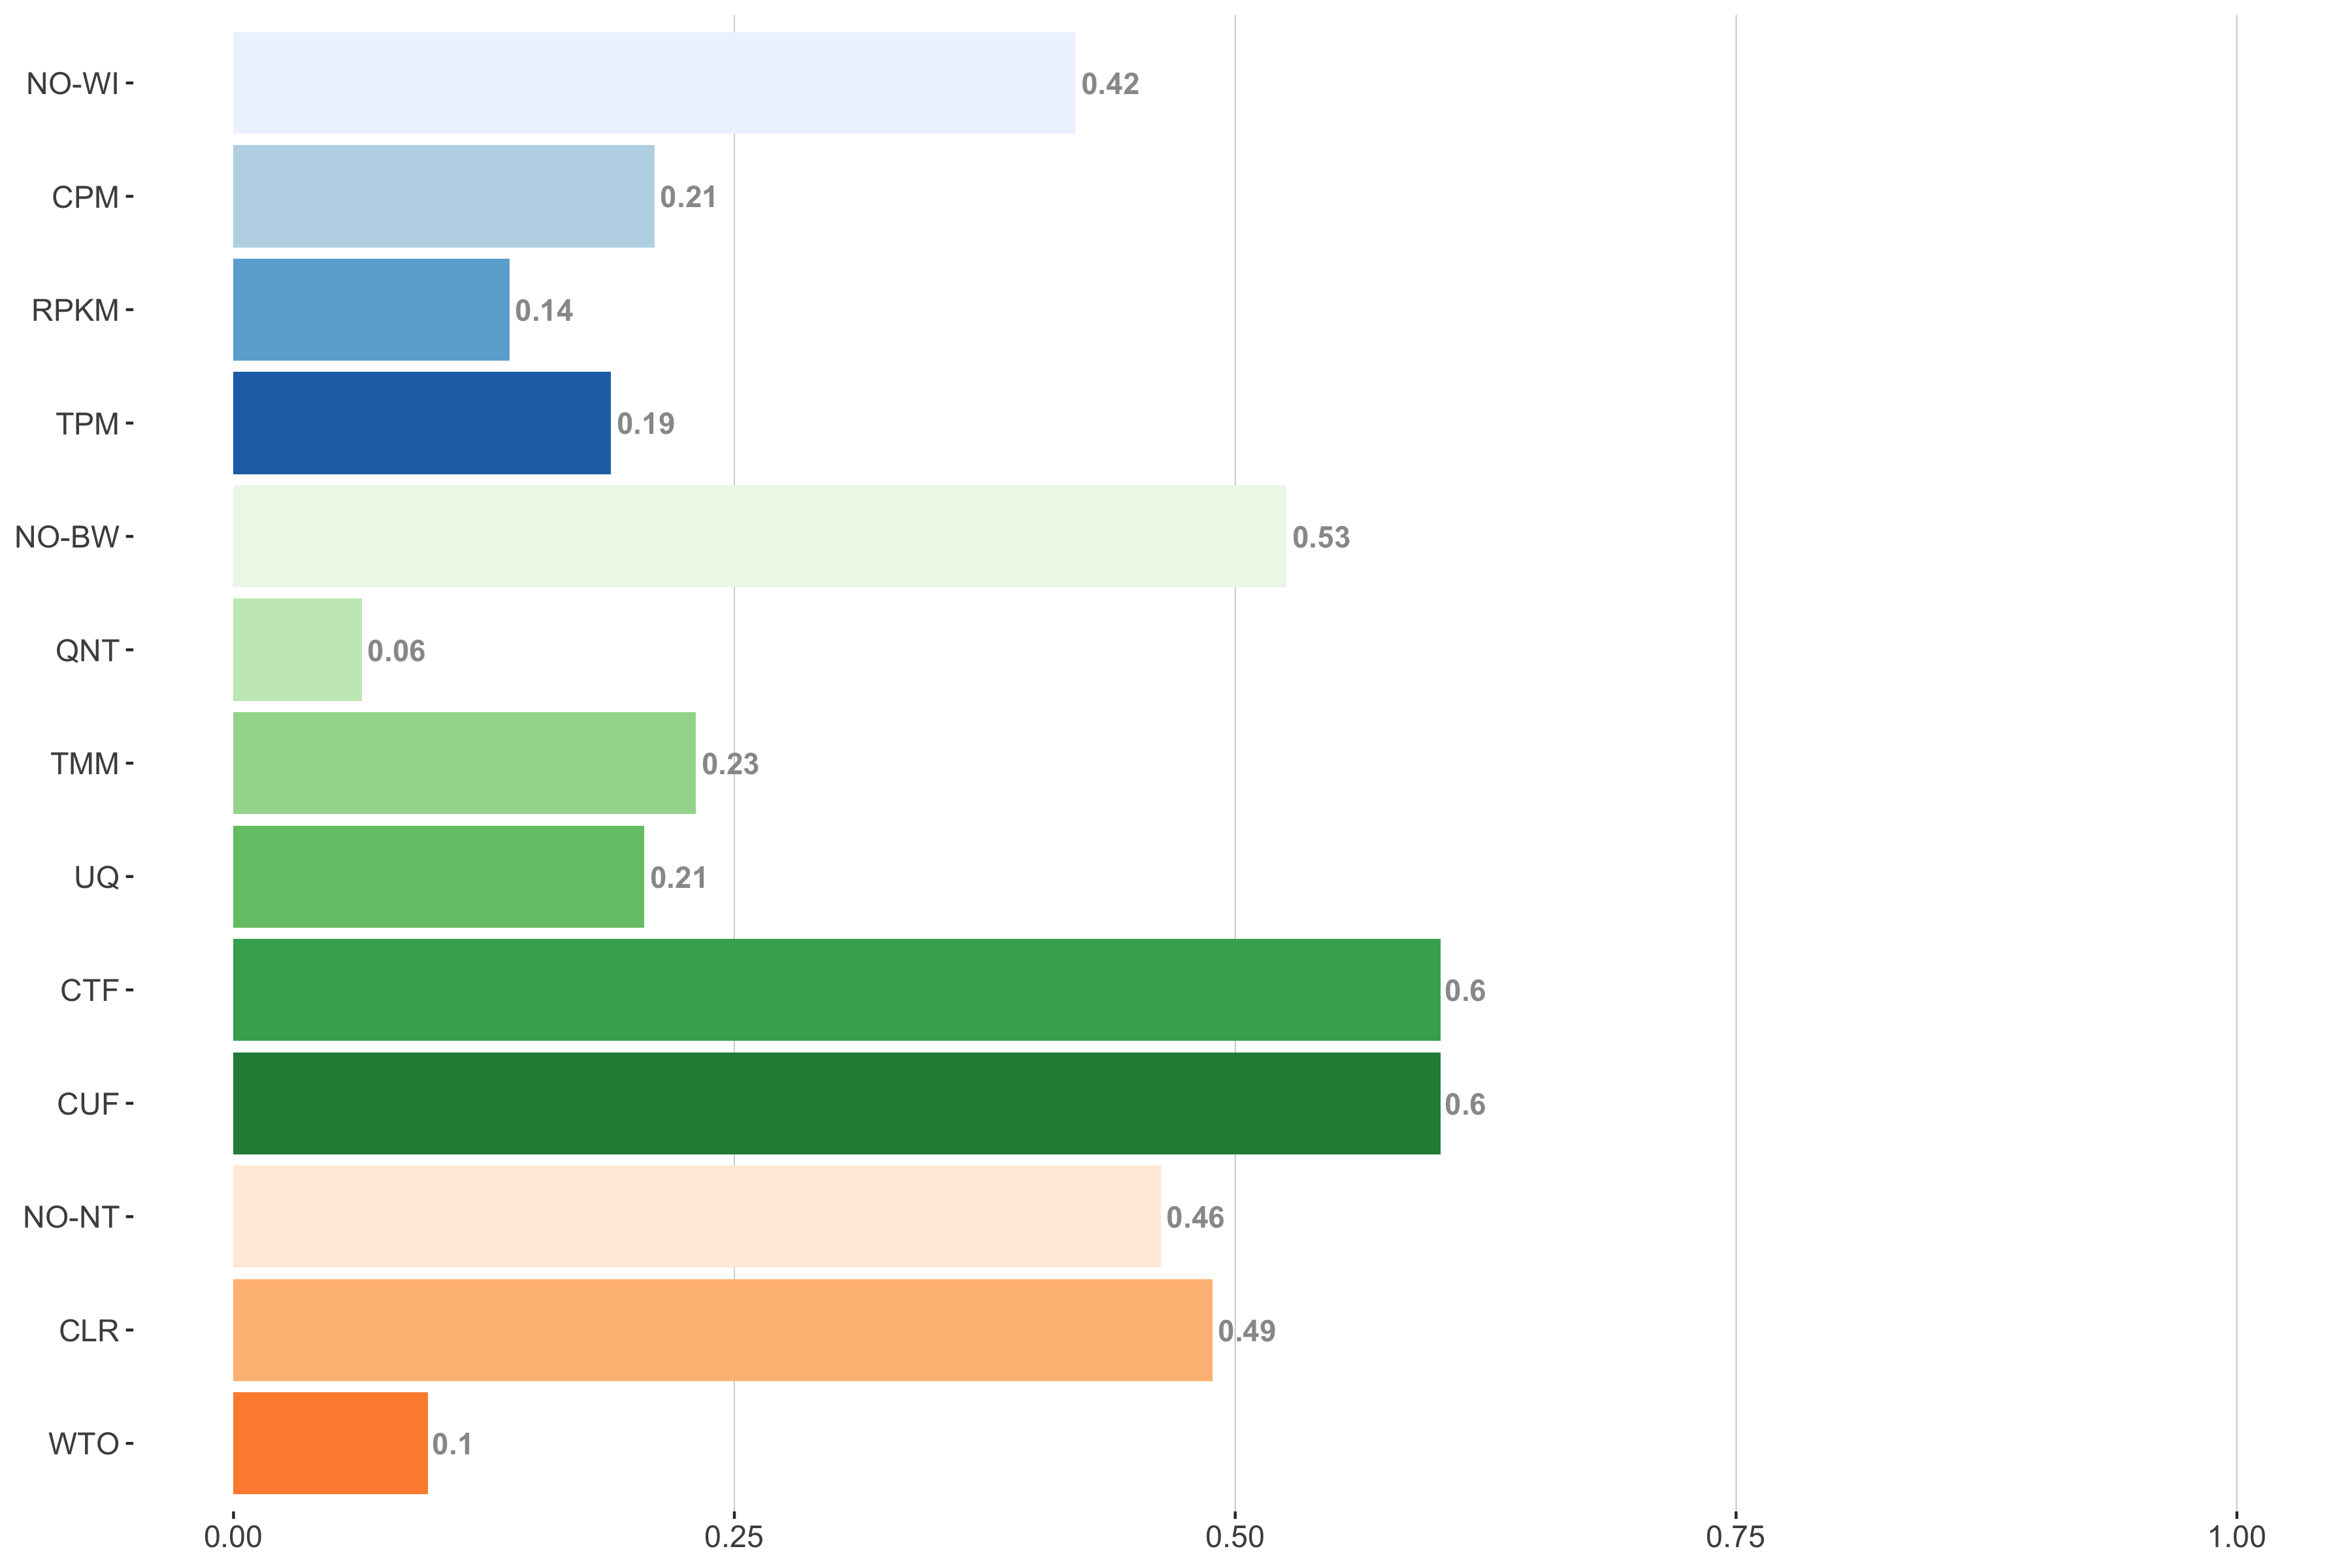 NO-WI 0.42
CPM 0.21
RPKM 0.14
TPM 0.19
NO-BW 0.53
QNT 0.06
TMM 0.23
UQ 0.21
CTF 0.6
CUF 0.6
NO-NT 0.46
CLR 0.49
WTO 0.1
0.00 0.25 0.50 0.75 1.00